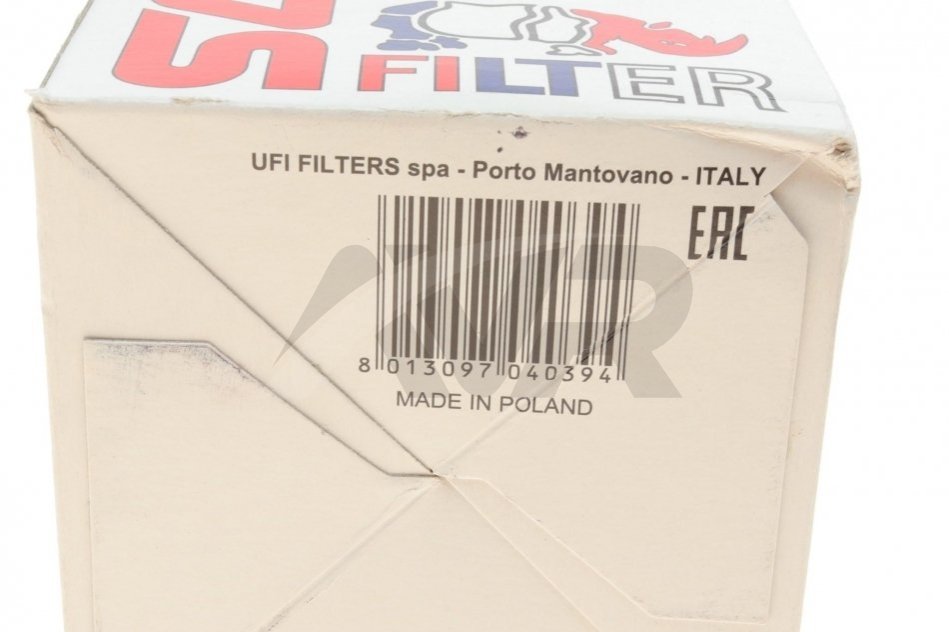 FILTER
UFI FILTERS spa - Porto Mantovano - ITALY
EAC
8 013097 040394
MADE IN POLAND